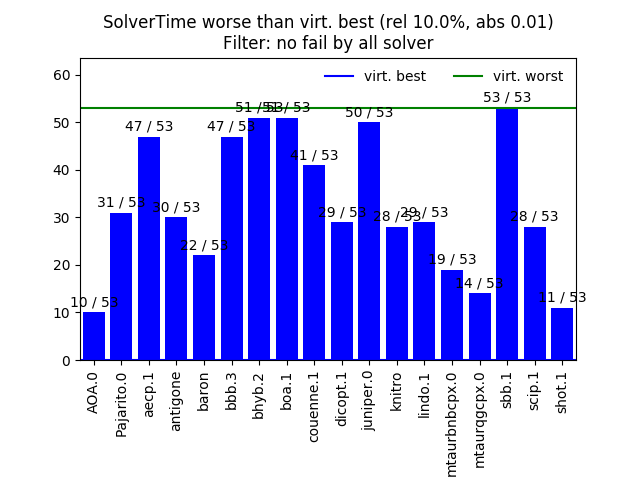 SolverTime worse than virt. best (rel 10.0%, abs 0.01)
Filter: no fail by all solver
virt. best
virt. worst
60
50
40
30
20
10
0
10 / 53
31 / 53
47 / 53
30 / 53
22 / 53
47 / 53
51 / 53
51 / 53
41 / 53
29 / 53
50 / 53
28 / 53
29 / 53
19 / 53
14 / 53
53 / 53
28 / 53
11 / 53
AOA.0
Pajarito.0
aecp.1
antigone
baron
bbb.3
bhyb.2
boa.1
couenne.1
dicopt.1
juniper.0
knitro
lindo.1
mtaurbnbcpx.0
mtaurqgcpx.0
sbb.1
scip.1
shot.1